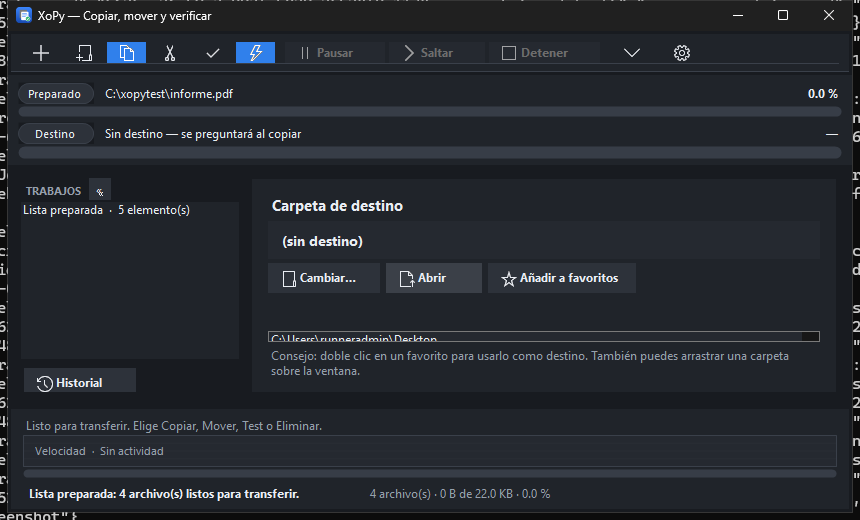 XoPy — Copiar, mover y verificar
Pausar
Saltar
Detener
Preparado
C:\xopytest\informe.pdf
0.0 %
Destino
Sin destino — se preguntará al copiar
—
TRABAJOS
«
Lista preparada · 5 elemento(s)
Carpeta de destino
(sin destino)
Cambiar...
Abrir
Añadir a favoritos
C:\Users\runneradmin\Desktop
Consejo: doble clic en un favorito para usarlo como destino. También puedes arrastrar una carpeta
sobre la ventana.
Historial
Listo para transferir. Elige Copiar, Mover, Test o Eliminar.
Velocidad · Sin actividad
Lista preparada: 4 archivo(s) listos para transferir.
4 archivo(s) · 0 B de 22.0 KB · 0.0 %
eenshot"}